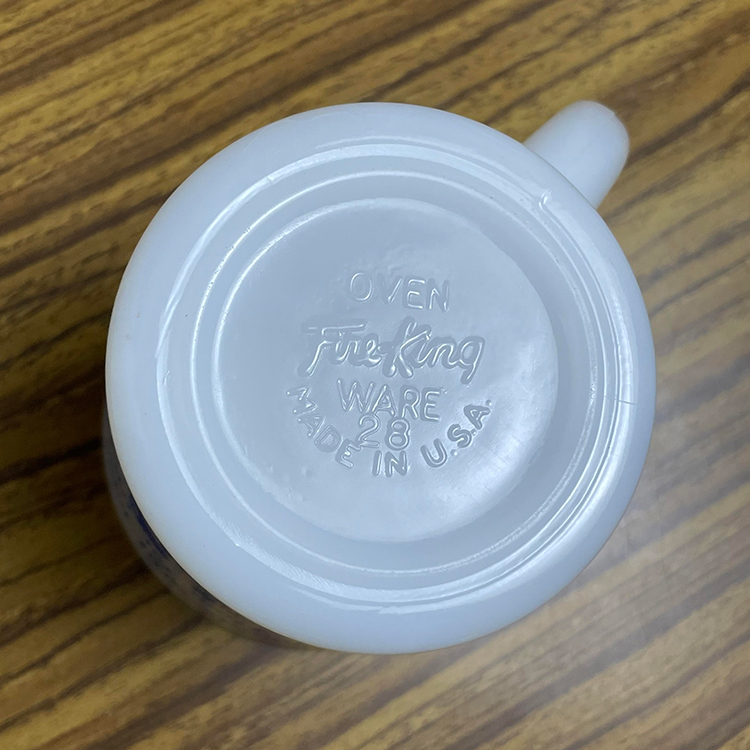 OVEN
Fire-King
WARE
28
MADE IN U.S.A.